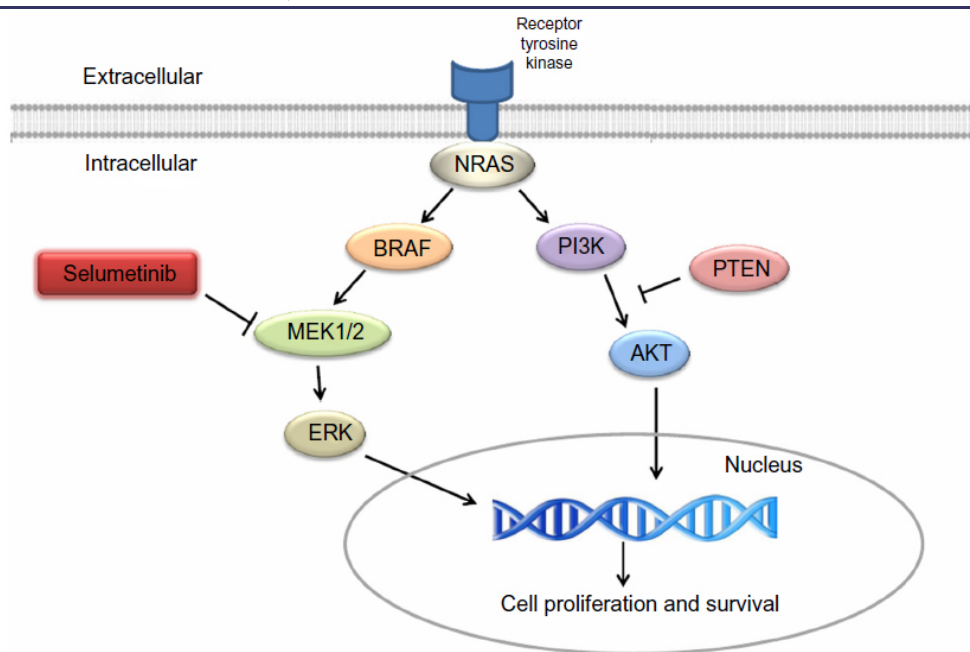 Receptor
tyrosine
kinase
Extracellular
Intracellular
NRAS
BRAF
PI3K
Selumetinib
PTEN
MEK1/2
AKT
ERK
Nucleus
Cell proliferation and survival